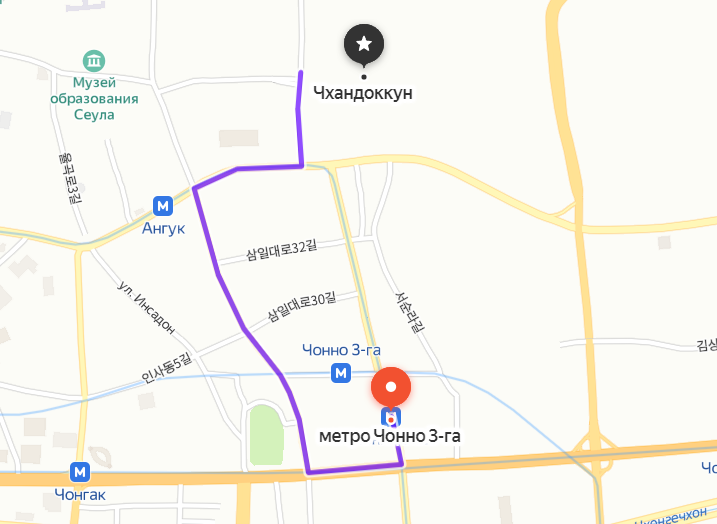 Музей
образования
Сеула
Чхандоккун
율곡로3길
Ангук
삼일대로32길
ул. Инсадон
삼일대로30길
서순라길
Чонно 3-га
인사동5길
метро Чонно 3-га
Чонгак
Чонгечхон